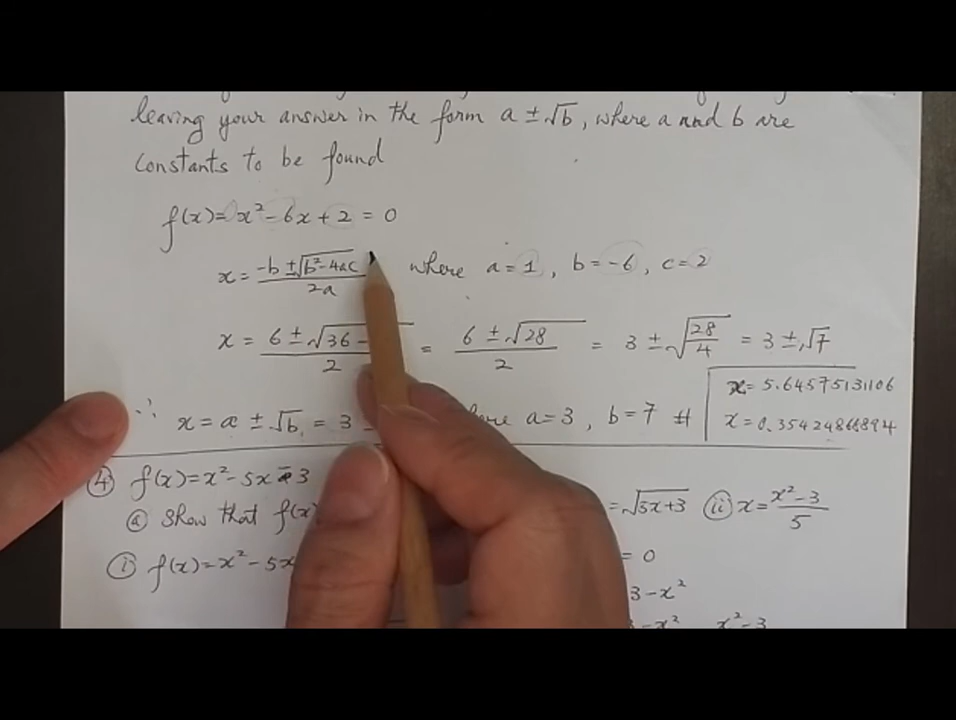 leaving your answer in the form a ± √b, where a and b are
constants to be found
f(x) = x² - 6x + 2 = 0
x = (-b ± √(b² - 4ac))/2a where a = 1, b = -6, c = 2
x = (6 ± √36 - )/2 = (6 ± √28)/2 = 3 ± √(28/4) = 3 ± √7
x = 5.64575131106
x = 0.35424866894
∴ x = a ± √b = 3 where a = 3, b = 7 #
④ f(x) = x² - 5x - 3
ⓐ show that f(x) = √5x+3 ⓘⓘ x = (x² - 3)/5
ⓘ f(x) = x² - 5x = 0
3 - x²
- x² x² - 3